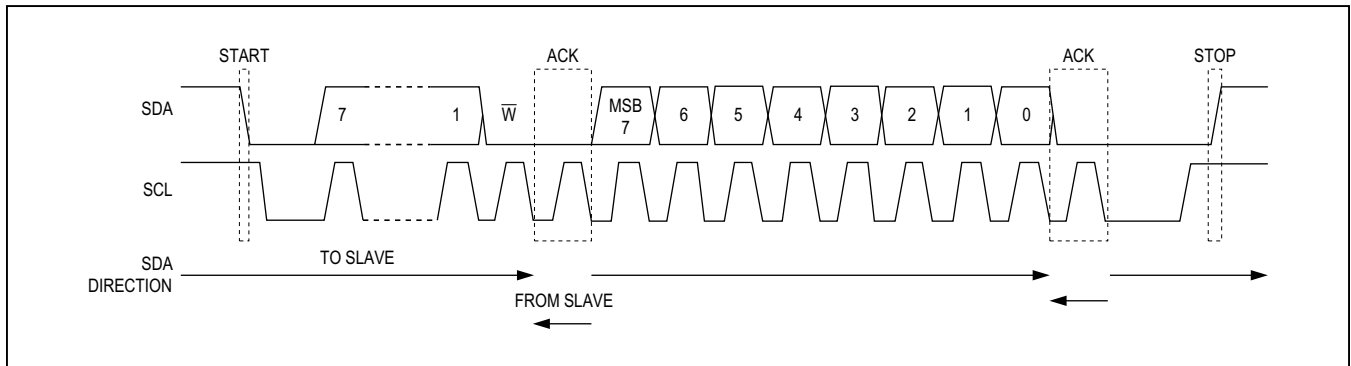 START ACK ACK STOP
SDA 7 1 W̅ MSB 7 6 5 4 3 2 1 0
SCL
SDA DIRECTION TO SLAVE
FROM SLAVE